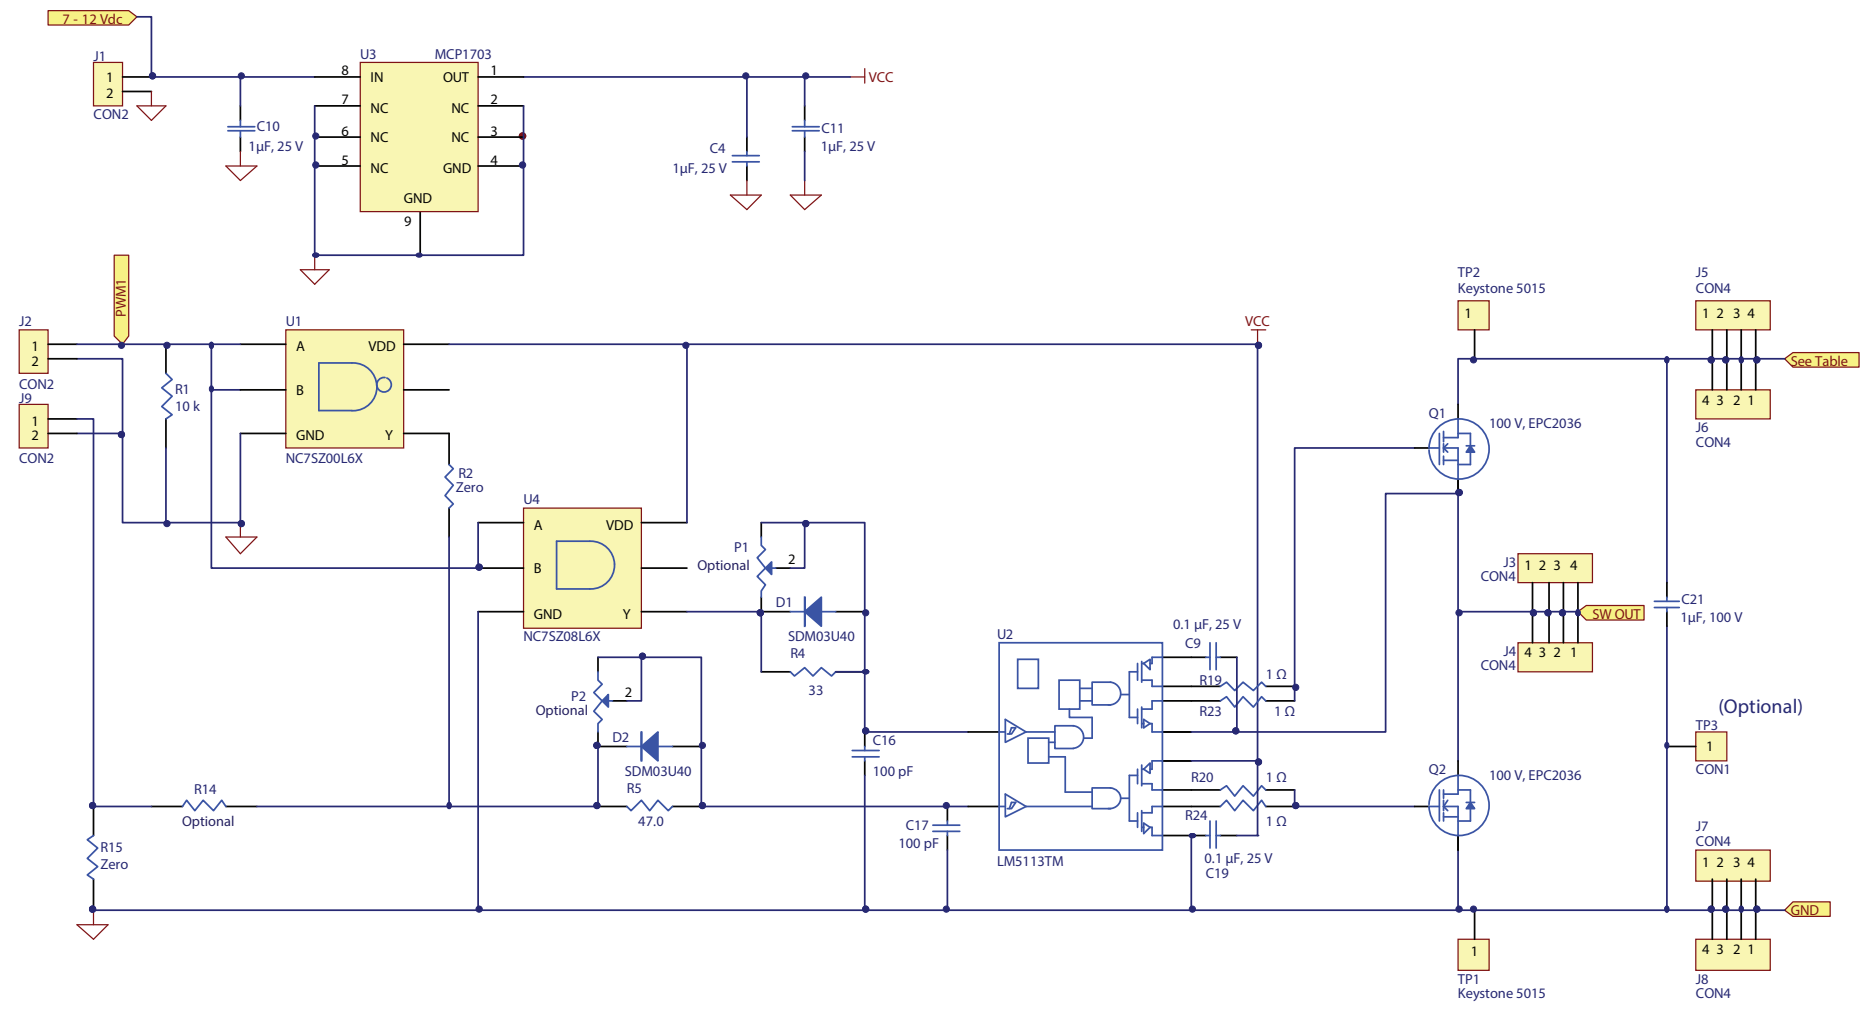 7 - 12 Vdc
J1
1
2
CON2
C10
1µF, 25 V
U3
MCP1703
8
IN
OUT
1
7
NC
NC
2
6
NC
NC
3
5
NC
GND
4
GND
9
C4
1µF, 25 V
C11
1µF, 25 V
VCC
PWM1
J2
1
2
CON2
J9
1
2
CON2
R1
10 k
U1
A
VDD
B
GND
Y
NC7SZ00L6X
R2
Zero
U4
A
VDD
B
GND
Y
NC7SZ08L6X
P1
Optional
2
D1
SDM03U40
R4
33
P2
Optional
2
D2
SDM03U40
R5
47.0
R14
Optional
R15
Zero
C16
100 pF
C17
100 pF
VCC
U2
LM5113TM
0.1 µF, 25 V
C9
R19
1 Ω
R23
1 Ω
R20
1 Ω
R24
1 Ω
0.1 µF, 25 V
C19
TP2
Keystone 5015
1
J5
CON4
1 2 3 4
See Table
4 3 2 1
J6
CON4
Q1
100 V, EPC2036
J3
CON4
1 2 3 4
SW OUT
J4
CON4
4 3 2 1
C21
1µF, 100 V
(Optional)
TP3
1
CON1
Q2
100 V, EPC2036
J7
CON4
1 2 3 4
GND
4 3 2 1
J8
CON4
1
TP1
Keystone 5015